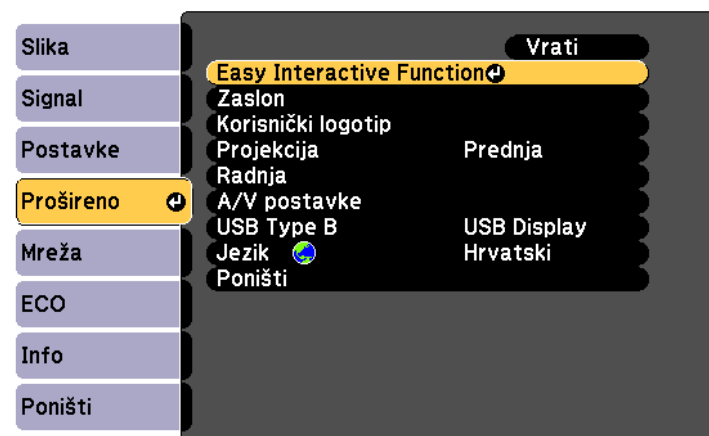 Slika
Signal
Postavke
Prošireno
Mreža
ECO
Info
Poništi
Vrati
Easy Interactive Function
Zaslon
Korisnički logotip
Projekcija Prednja
Radnja
A/V postavke
USB Type B USB Display
Jezik Hrvatski
Poništi